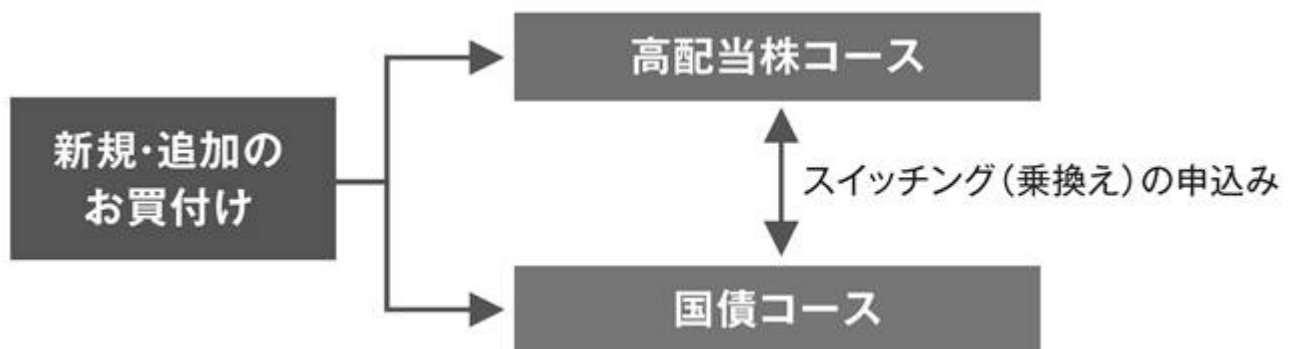 高配当株コース
新規・追加の
お買付け
スイッチング(乗換え)の申込み
国債コース